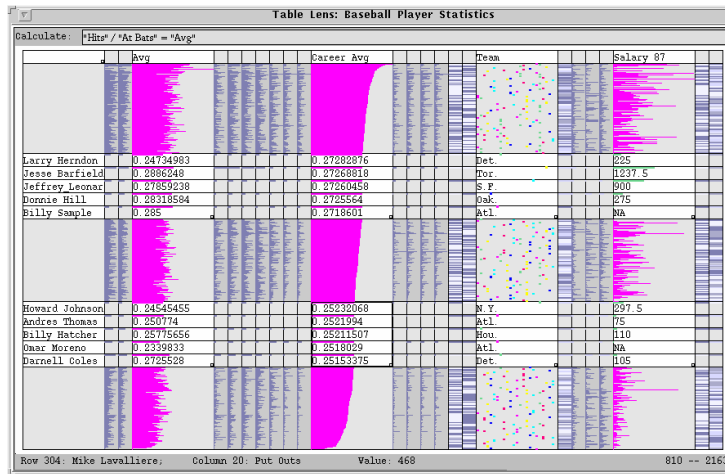 Table Lens: Baseball Player Statistics
Calculate: "Hits" / "At Bats" = "Avg"
Avg Career Avg Team Salary 87
Larry Herndon 0.24734983 0.27282876 Det. 225
Jesse Barfield 0.2886248 0.27268818 Tor. 1237.5
Jeffrey_Leonar 0.27859238 0.27260458 S.F. 900
Donnie Hill 0.28318584 0.2725564 Oak. 275
Billy Sample 0.285 0.2718601 Atl. NA
Howard Johnson 0.24545455 0.25232068 N.Y. 297.5
Andres Thomas 0.250774 0.2521994 Atl. 75
Billy Hatcher 0.25775656 0.25211507 Hou. 110
Omar Moreno 0.2339833 0.2518029 Atl. NA
Darnell Coles 0.2725528 0.25153375 Det. 105
Row 304: Mike Lavalliere; Column 20: Put Outs Value: 468 810 -- 216.